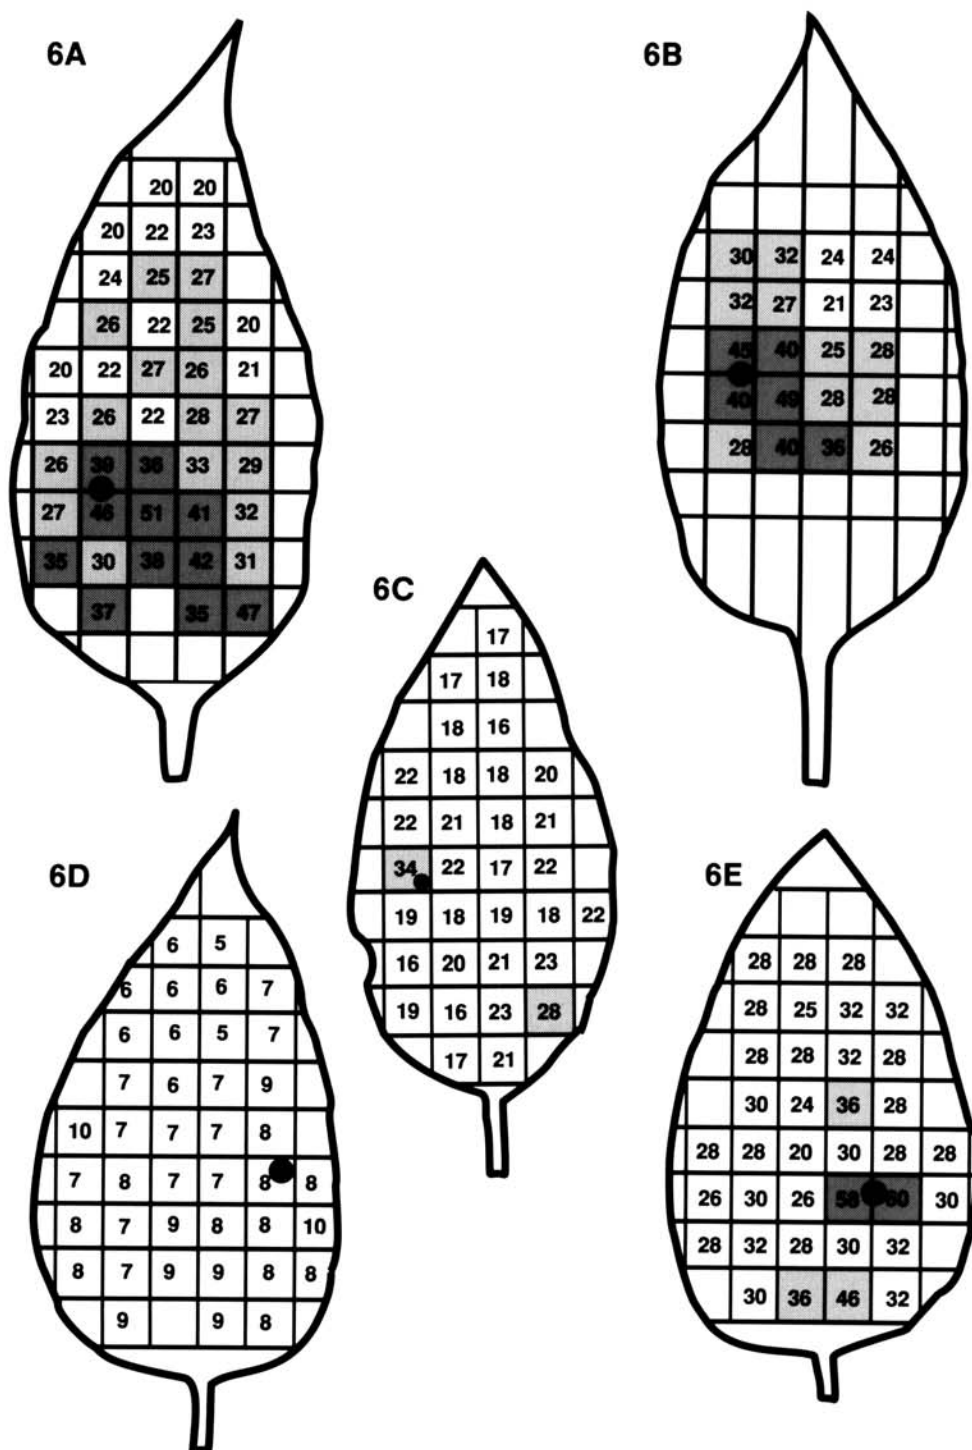 6A
20 20
20 22 23
24 25 27
26 22 25 20
20 22 27 26 21
23 26 22 28 27
26 39 36 33 29
27 46 51 41 32
35 30 38 42 31
37 35 47
6B
30 32 24 24
32 27 21 23
45 40 25 28
40 49 28 28
28 40 36 26
6C
17
17 18
18 16
22 18 18 20
22 21 18 21
34 22 17 22
19 18 19 18 22
16 20 21 23
19 16 23 28
17 21
6D
6 5
6 6 6 7
6 6 5 7
7 6 7 9
10 7 7 7 8
7 8 7 7 8 8
8 7 9 8 8 10
8 7 9 9 8 8
9 9 8
6E
28 28 28
28 25 32 32
28 28 32 28
30 24 36 28
28 28 20 30 28 28
26 30 26 58 60 30
28 32 28 30 32
30 36 46 32